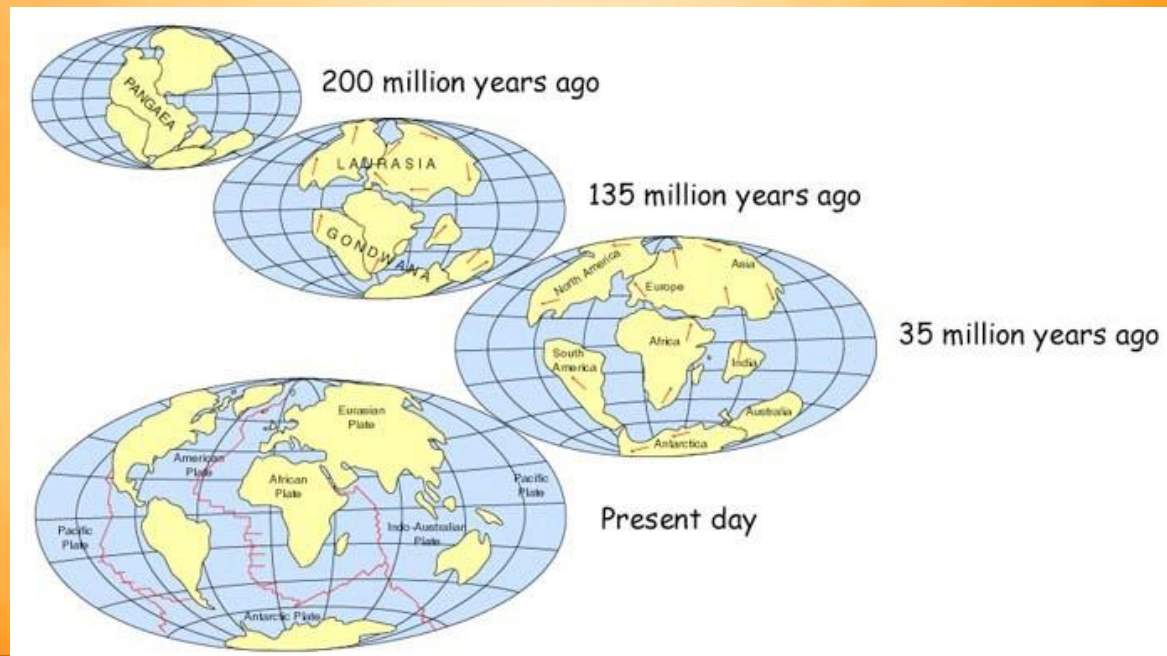 PANGAEA
200 million years ago
LAURASIA
GONDWANA
135 million years ago
North America
Europe
Asia
Africa
South
America
India
Australia
Antarctica
35 million years ago
Eurasian
Plate
American
Plate
African
Plate
Pacific
Plate
Pacific
Plate
Indo-Australian
Plate
Antarctic Plate
Present day